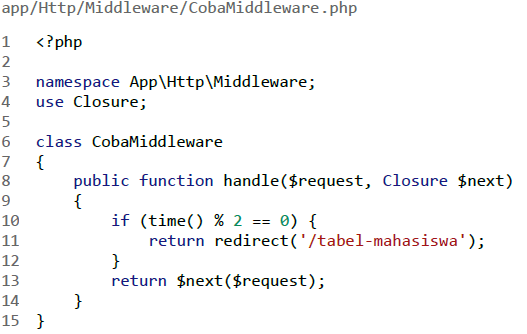 app/Http/Middleware/CobaMiddleware.php
1 <?php
2
3 namespace App\Http\Middleware;
4 use Closure;
5
6 class CobaMiddleware
7 {
8     public function handle($request, Closure $next)
9     {
10         if (time() % 2 == 0) {
11             return redirect('/tabel-mahasiswa');
12         }
13         return $next($request);
14     }
15 }